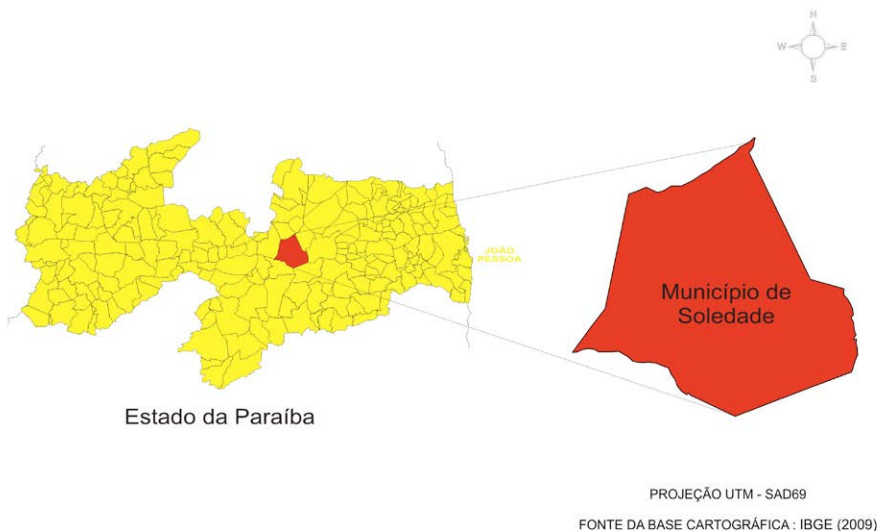 N
W E
S
JOÃO
PESSOA
Município de
Soledade
Estado da Paraíba
PROJEÇÃO UTM - SAD69
FONTE DA BASE CARTOGRÁFICA : IBGE (2009)